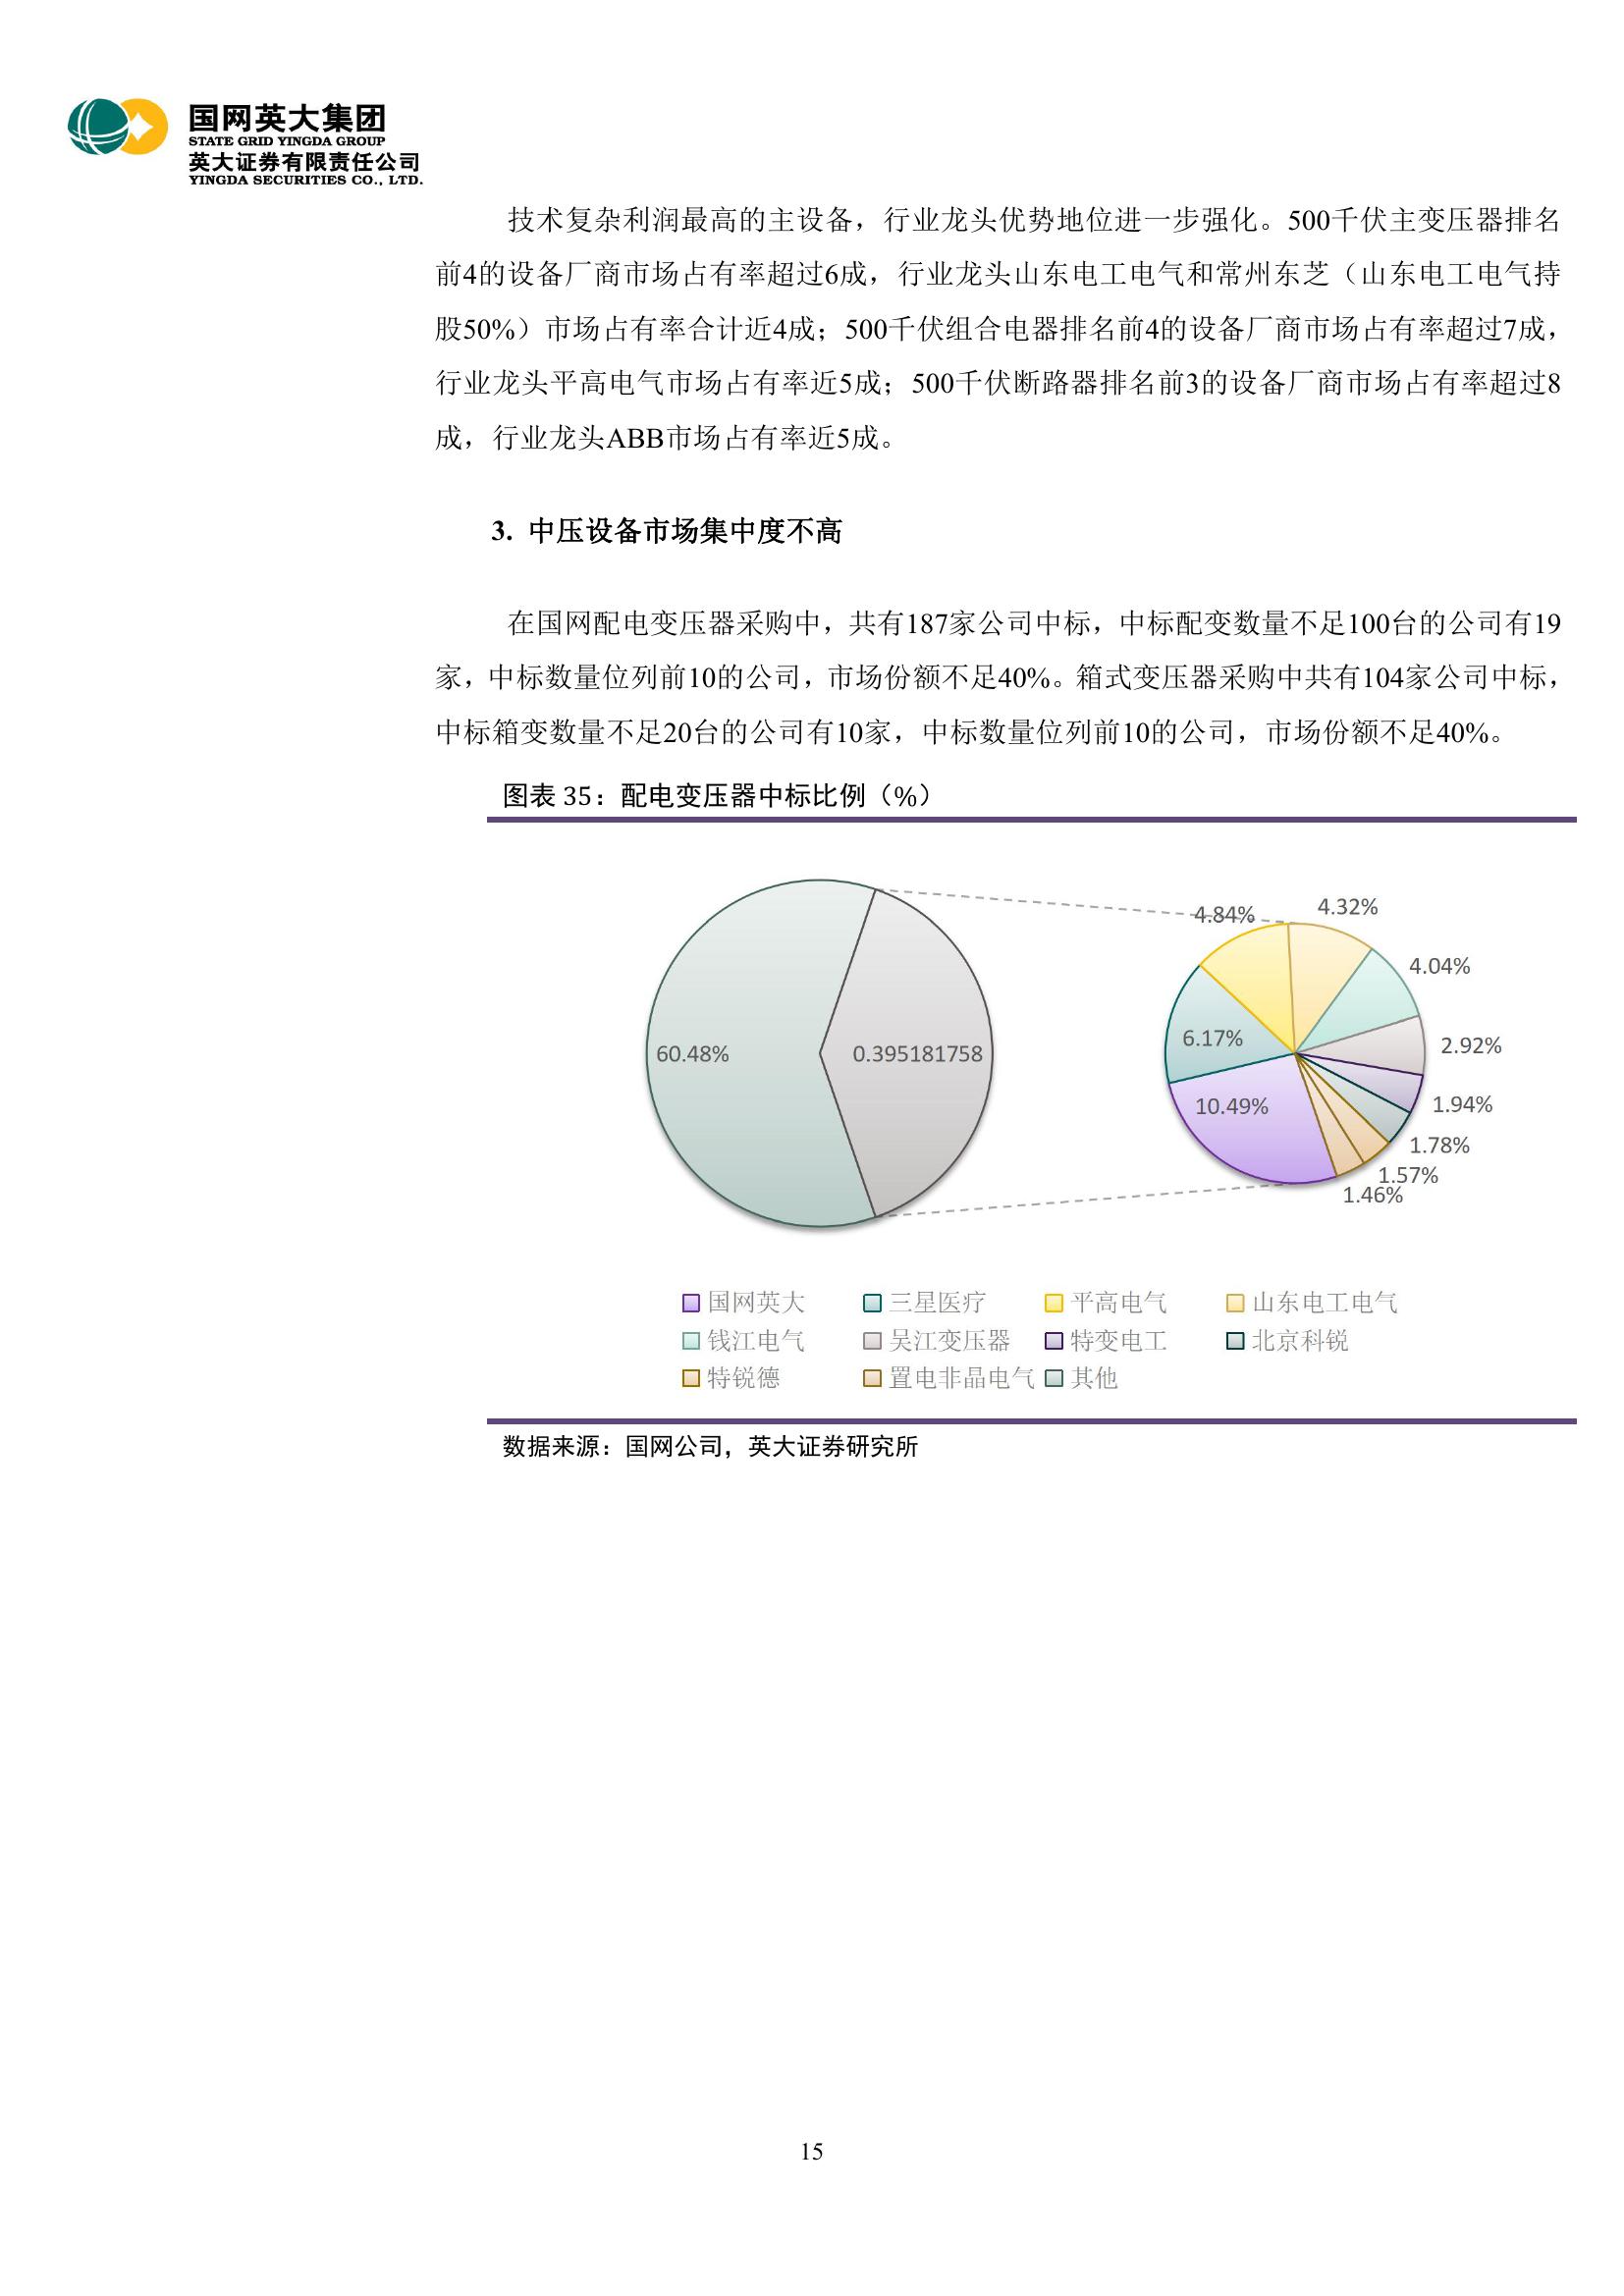 国网英大集团
STATE GRID YINGDA GROUP
英大证券有限责任公司
YINGDA SECURITIES CO., LTD.
技术复杂利润最高的主设备，行业龙头优势地位进一步强化。500千伏主变压器排名
前4的设备厂商市场占有率超过6成，行业龙头山东电工电气和常州东芝（山东电工电气持
股50%）市场占有率合计近4成；500千伏组合电器排名前4的设备厂商市场占有率超过7成，
行业龙头平高电气市场占有率近5成；500千伏断路器排名前3的设备厂商市场占有率超过8
成，行业龙头ABB市场占有率近5成。
3. 中压设备市场集中度不高
在国网配电变压器采购中，共有187家公司中标，中标配变数量不足100台的公司有19
家，中标数量位列前10的公司，市场份额不足40%。箱式变压器采购中共有104家公司中标，
中标箱变数量不足20台的公司有10家，中标数量位列前10的公司，市场份额不足40%。
图表 35：配电变压器中标比例（%）
60.48%
0.395181758
10.49%
6.17%
4.84%
4.32%
4.04%
2.92%
1.94%
1.78%
1.57%
1.46%
国网英大 三星医疗 平高电气 山东电工电气
钱江电气 吴江变压器 特变电工 北京科锐
特锐德 置电非晶电气 其他
数据来源：国网公司，英大证券研究所
15